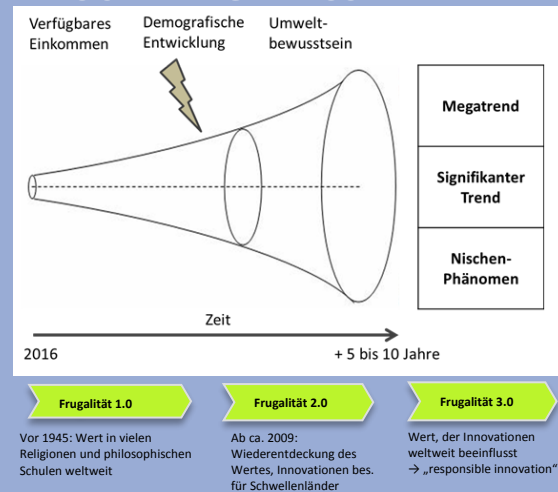 Verfügbares
Einkommen
Demografische
Entwicklung
Umwelt-
bewusstsein
Megatrend
Signifikanter
Trend
Nischen-
Phänomen
Zeit
2016
+ 5 bis 10 Jahre
Frugalität 1.0
Vor 1945: Wert in vielen
Religionen und philosophischen
Schulen weltweit
Frugalität 2.0
Ab ca. 2009:
Wiederentdeckung des
Wertes, Innovationen bes.
für Schwellenländer
Frugalität 3.0
Wert, der Innovationen
weltweit beeinflusst
→ „responsible innovation“